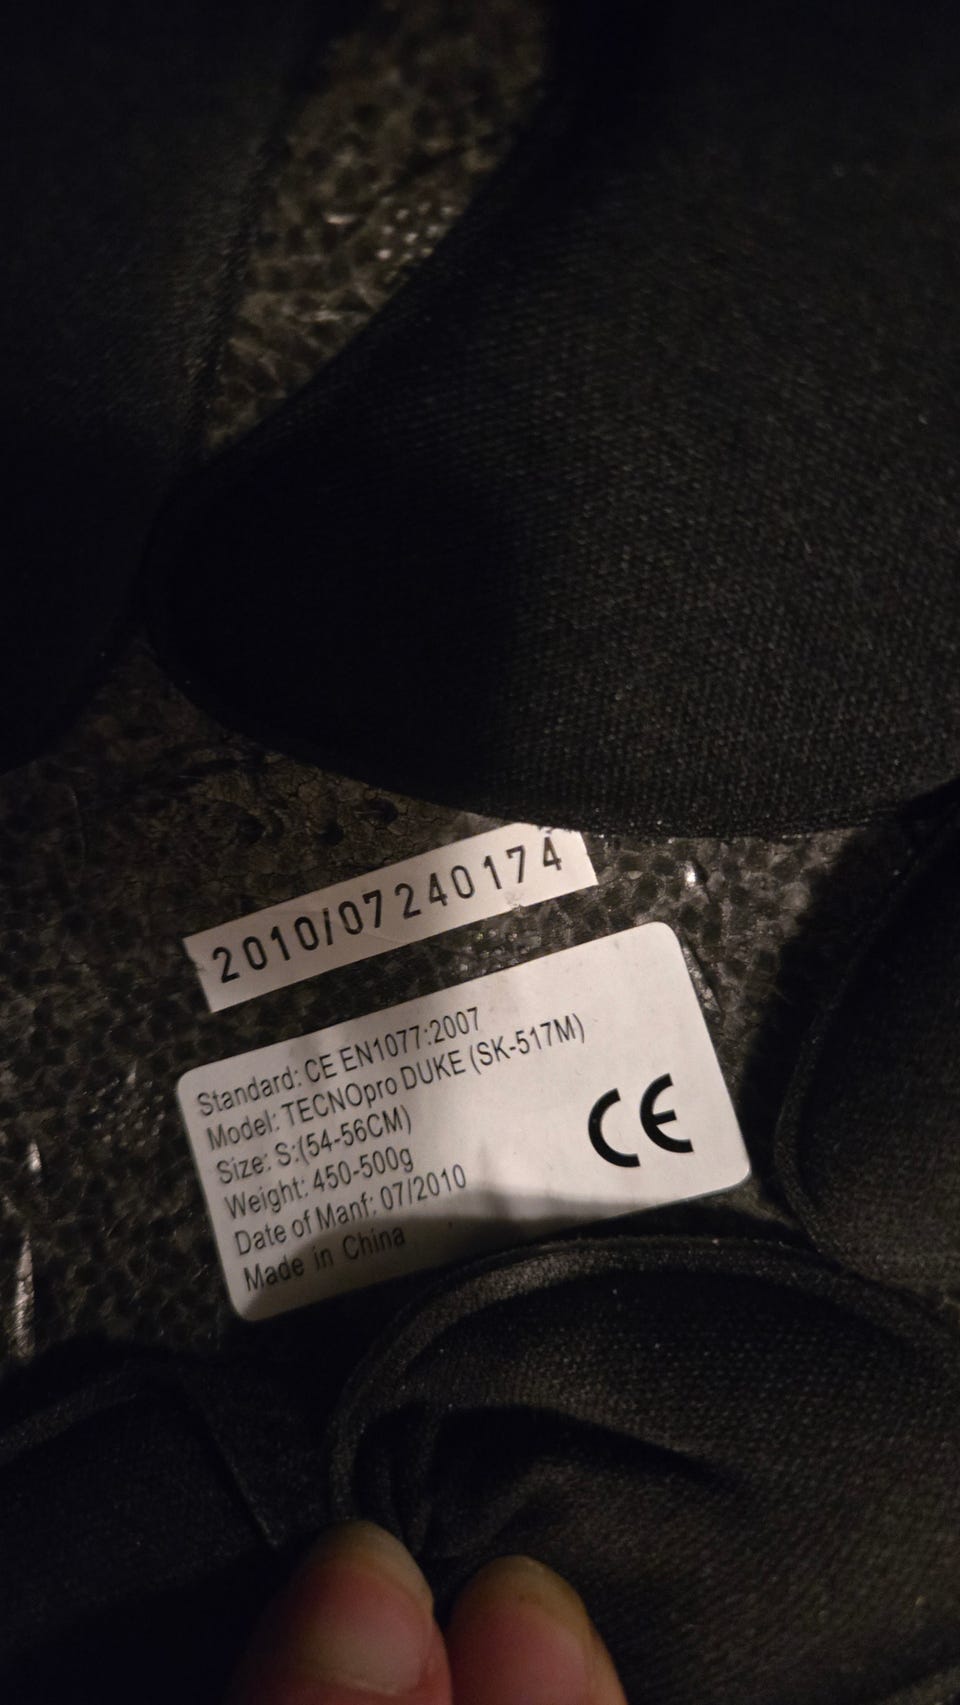 2010/07240174
Standard: CE EN1077:2007
Model: TECNOpro DUKE (SK-517M)
Size: S:(54-56CM)
Weight: 450-500g
Date of Manf: 07/2010
Made in China
CE